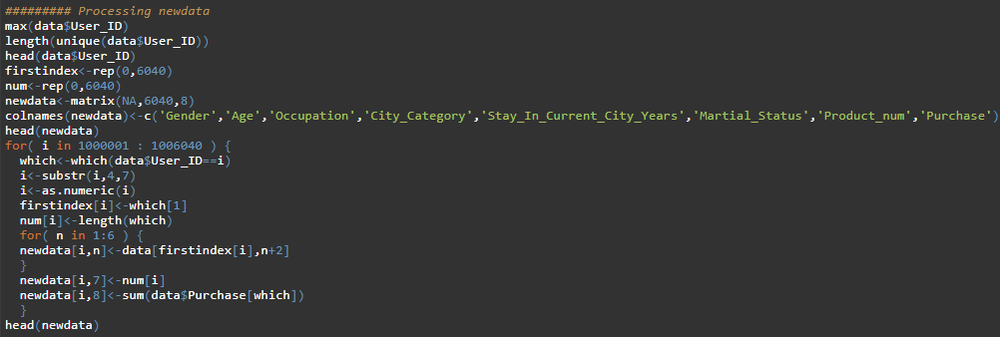 ######### Processing newdata
max(data$User_ID)
length(unique(data$User_ID))
head(data$User_ID)
firstindex<-rep(0,6040)
num<-rep(0,6040)
newdata<-matrix(NA,6040,8)
colnames(newdata)<-c('Gender','Age','Occupation','City_Category','Stay_In_Current_City_Years','Martial_Status','Product_num','Purchase')
head(newdata)
for( i in 1000001 : 1006040 ) {
  which<-which(data$User_ID==i)
  i<-substr(i,4,7)
  i<-as.numeric(i)
  firstindex[i]<-which[1]
  num[i]<-length(which)
  for( n in 1:6 ) {
  newdata[i,n]<-data[firstindex[i],n+2]
  }
  newdata[i,7]<-num[i]
  newdata[i,8]<-sum(data$Purchase[which])
  }
head(newdata)